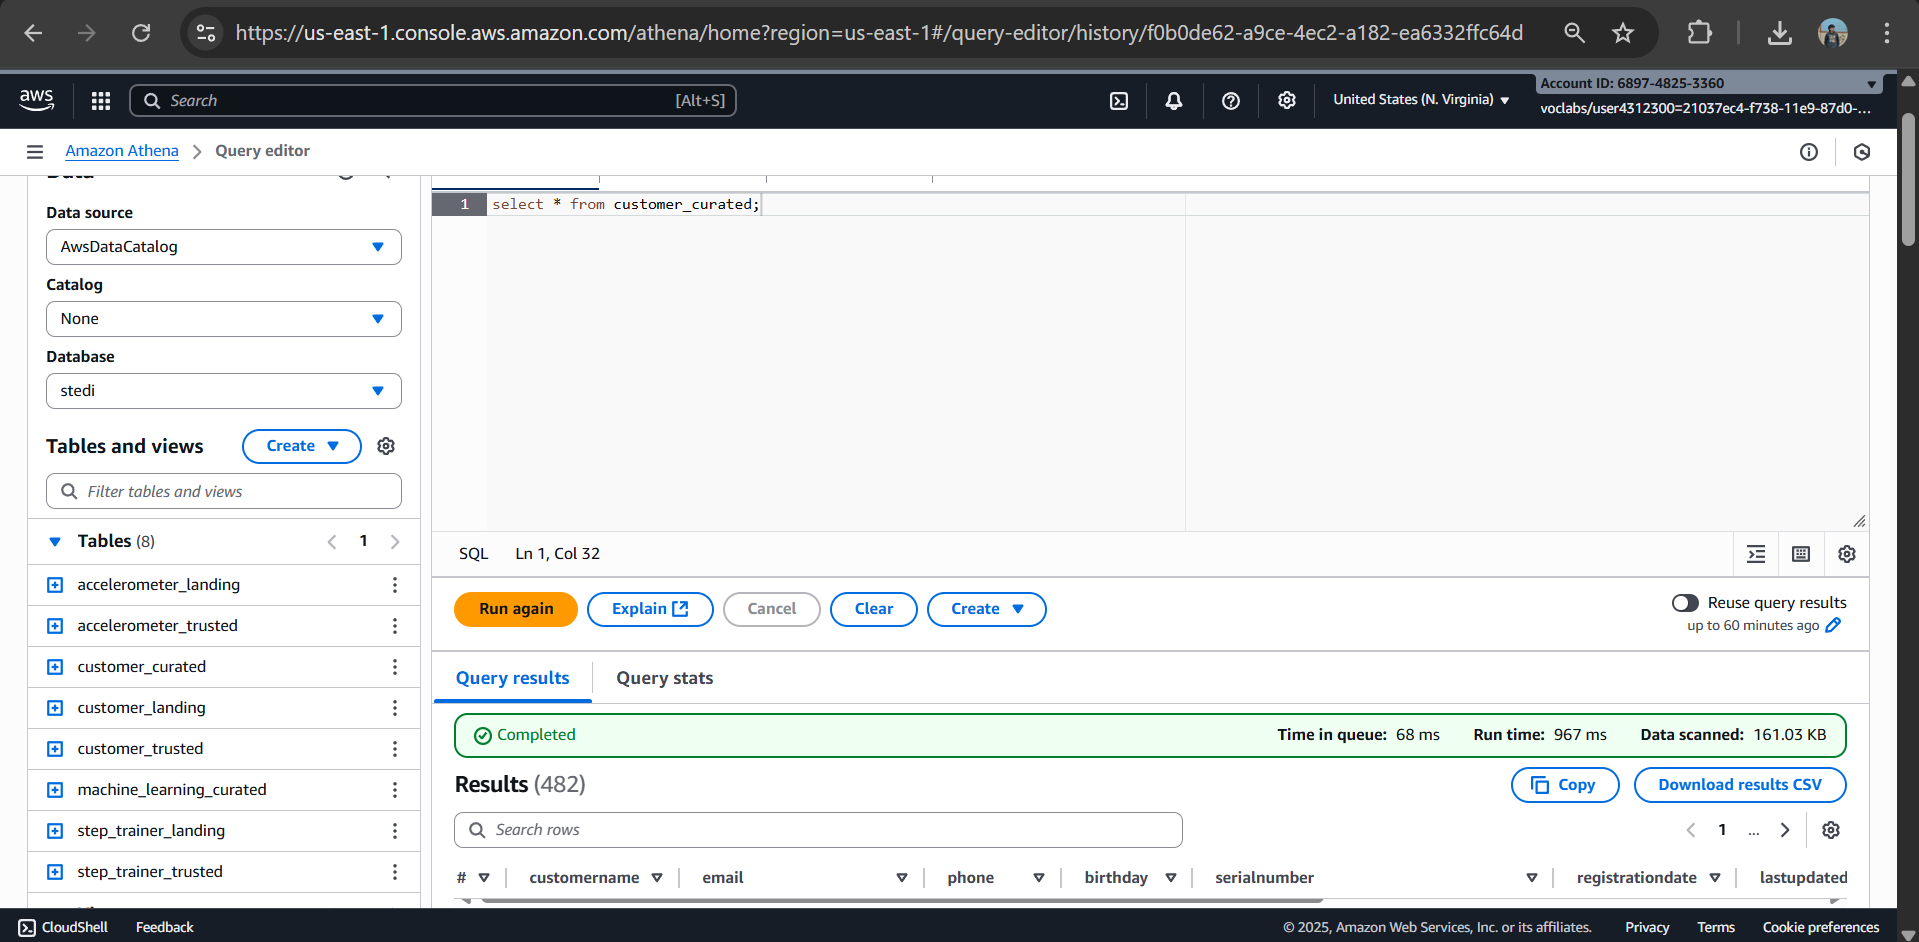 https://us-east-1.console.aws.amazon.com/athena/home?region=us-east-1#/query-editor/history/f0b0de62-a9ce-4ec2-a182-ea6332ffc64d
aws
Search
[Alt+S]
United States (N. Virginia)
Account ID: 6897-4825-3360
voclabs/user4312300=21037ec4-f738-11e9-87d0-...
Amazon Athena
Query editor
Data
Data source
AwsDataCatalog
Catalog
None
Database
stedi
Tables and views
Create
Filter tables and views
Tables (8)
1
accelerometer_landing
accelerometer_trusted
customer_curated
customer_landing
customer_trusted
machine_learning_curated
step_trainer_landing
step_trainer_trusted
1 select * from customer_curated;
SQL
Ln 1, Col 32
Run again
Explain
Cancel
Clear
Create
Reuse query results
up to 60 minutes ago
Query results
Query stats
Completed
Time in queue: 68 ms
Run time: 967 ms
Data scanned: 161.03 KB
Results (482)
Copy
Download results CSV
Search rows
1 ...
# customername email phone birthday serialnumber registrationdate lastupdated
CloudShell
Feedback
© 2025, Amazon Web Services, Inc. or its affiliates.
Privacy
Terms
Cookie preferences